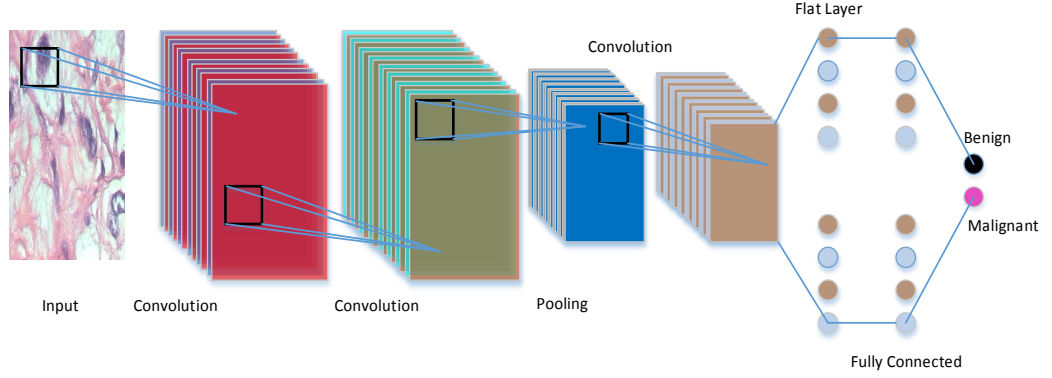 Flat Layer
Convolution
Benign
Malignant
Input
Convolution
Convolution
Pooling
Fully Connected